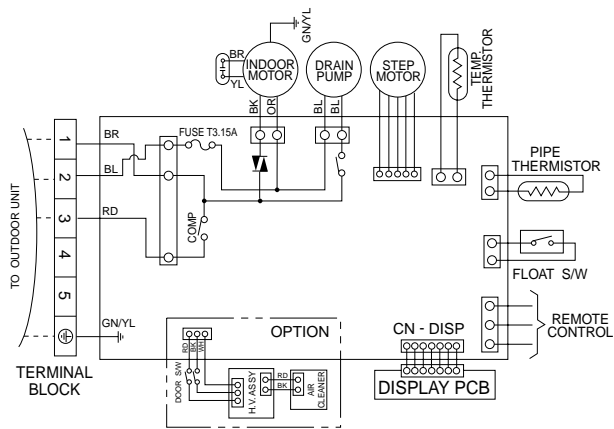 GN/YL
BR
YL
INDOOR
MOTOR
DRAIN
PUMP
STEP
MOTOR
TEMP.
THERMISTOR
BK
OR
BL
BL
FUSE T3.15A
TO OUTDOOR UNIT
1
2
3
4
5
BR
BL
RD
GN/YL
COMP
PIPE
THERMISTOR
FLOAT S/W
REMOTE
CONTROL
TERMINAL
BLOCK
OPTION
RD
BK
WH
DOOR S/W
H.V. ASSY
RD
BK
AIR
CLEANER
CN - DISP
DISPLAY PCB